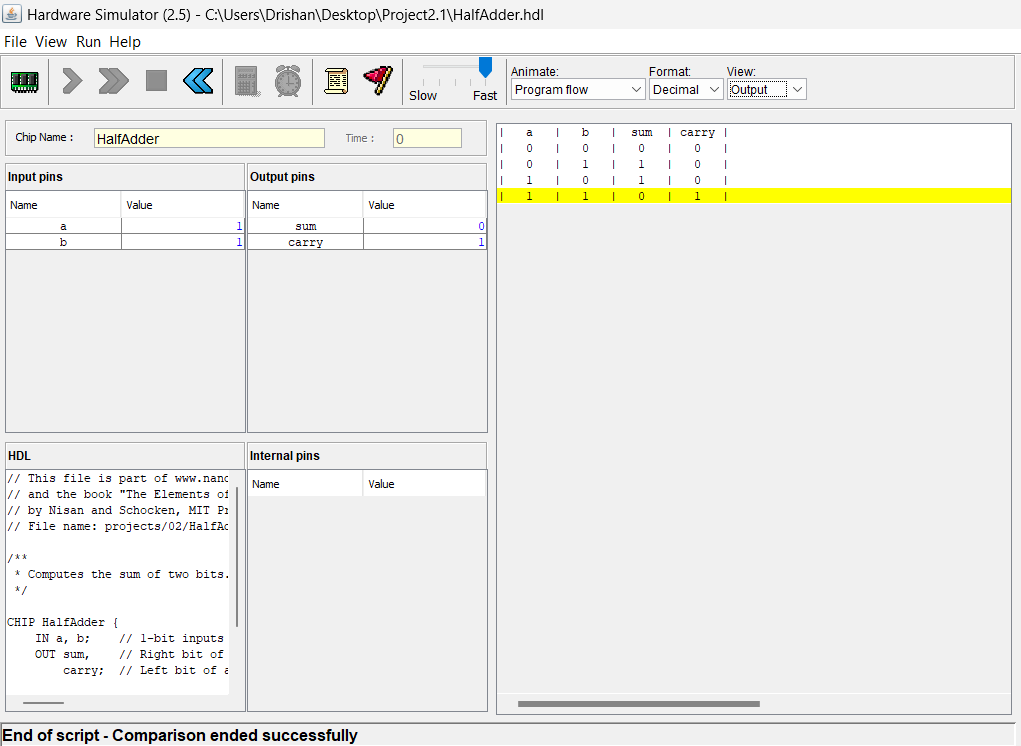 Hardware Simulator (2.5) - C:\Users\Drishan\Desktop\Project2.1\HalfAdder.hdl
File View Run Help
Slow Fast
Animate: Format: View:
Program flow Decimal Output
Chip Name : HalfAdder Time : 0
Input pins
Name Value
a 1
b 1
Output pins
Name Value
sum 0
carry 1
| a | b | sum | carry |
| 0 | 0 | 0 | 0 |
| 0 | 1 | 1 | 0 |
| 1 | 0 | 1 | 0 |
| 1 | 1 | 0 | 1 |
HDL
// This file is part of www.nand
// and the book "The Elements of
// by Nisan and Schocken, MIT Pr
// File name: projects/02/HalfAd
/**
* Computes the sum of two bits.
*/
CHIP HalfAdder {
IN a, b; // 1-bit inputs
OUT sum, // Right bit of
carry; // Left bit of a
Internal pins
Name Value
End of script - Comparison ended successfully